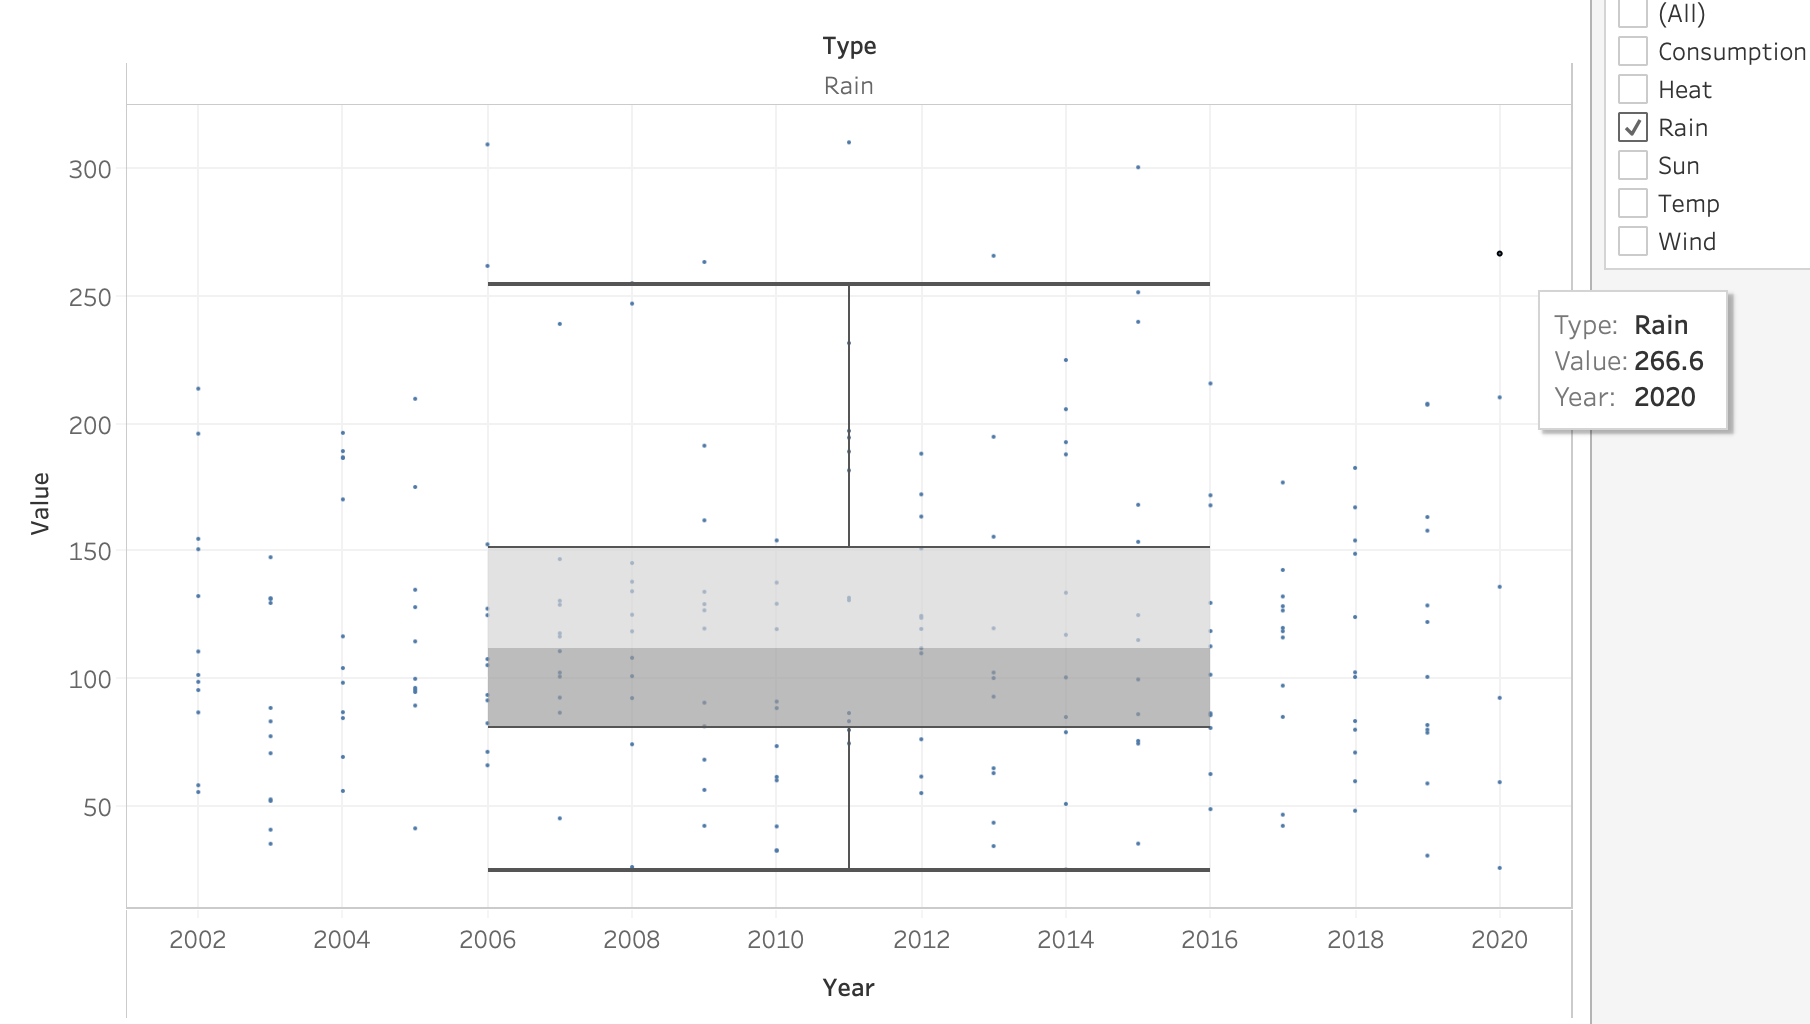 Type
Rain
300
250
200
150
100
50
Value
2002 2004 2006 2008 2010 2012 2014 2016 2018 2020
Year
(All)
Consumption
Heat
Rain
Sun
Temp
Wind
Type: Rain
Value: 266.6
Year: 2020